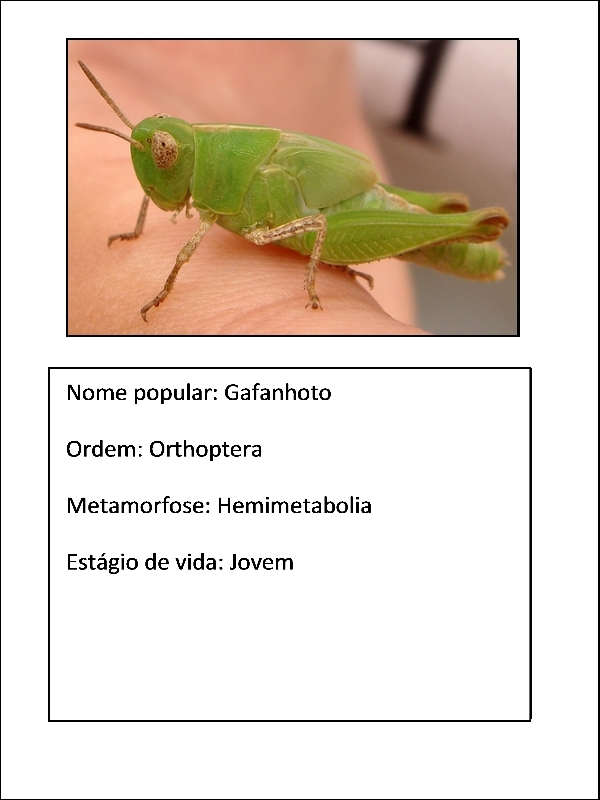 Nome popular: Gafanhoto
Ordem: Orthoptera
Metamorfose: Hemimetabolia
Estágio de vida: Jovem